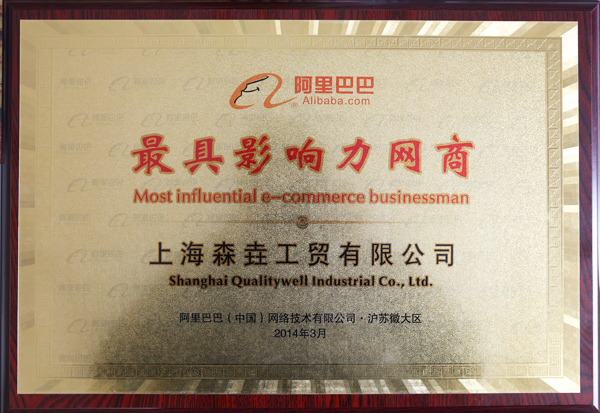 阿里巴巴
Alibaba.com
最具影响力网商
Most influential e-commerce businessman
上海森垚工贸有限公司
Shanghai Qualitywell Industrial Co., Ltd.
阿里巴巴（中国）网络技术有限公司·沪苏徽大区
2014年3月